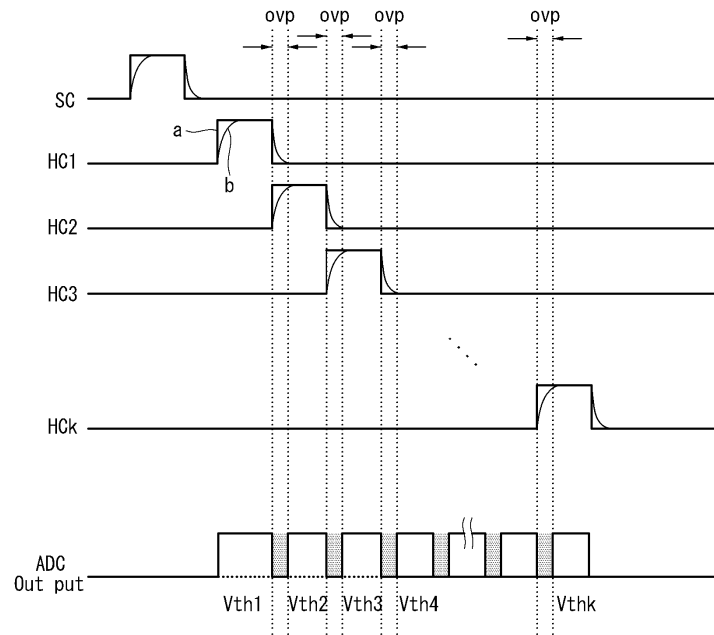 ovp ovp ovp ovp
SC
a
HC1
b
HC2
HC3
HCk
ADC
Out put
Vth1 Vth2 Vth3 Vth4 Vthk